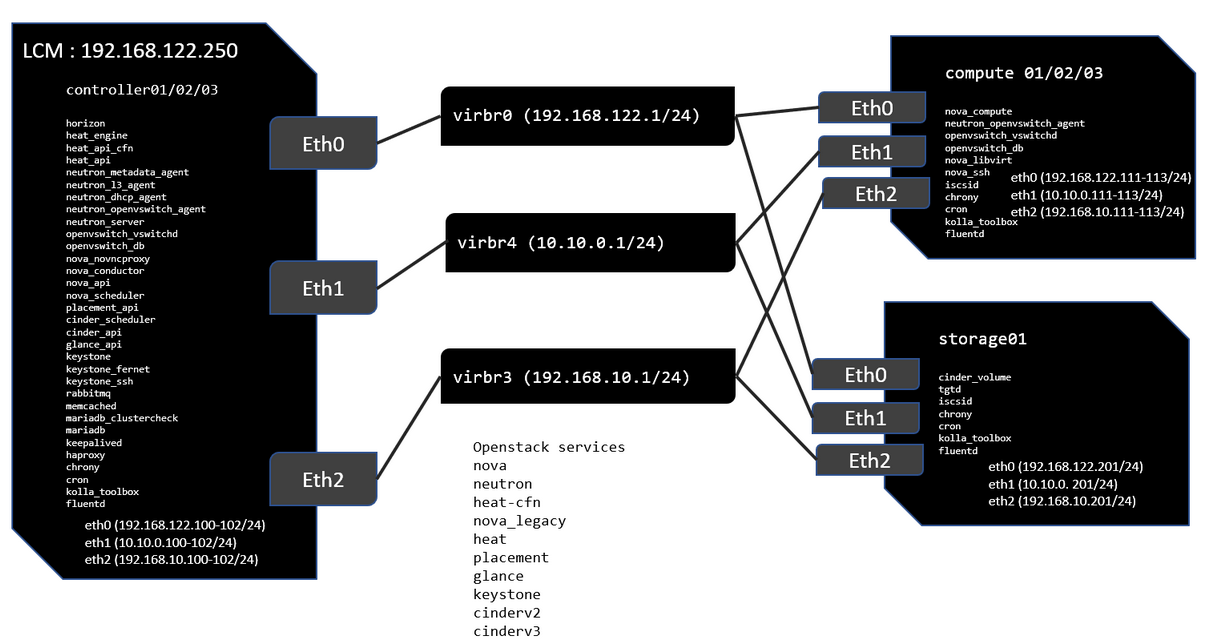 LCM : 192.168.122.250
controller01/02/03
horizon
heat_engine
heat_api_cfn
heat_api
neutron_metadata_agent
neutron_l3_agent
neutron_dhcp_agent
neutron_openvswitch_agent
neutron_server
openvswitch_vswitchd
openvswitch_db
nova_novncproxy
nova_conductor
nova_api
nova_scheduler
placement_api
cinder_scheduler
cinder_api
glance_api
keystone
keystone_fernet
keystone_ssh
rabbitmq
memcached
mariadb_clustercheck
mariadb
keepalived
haproxy
chrony
cron
kolla_toolbox
fluentd
eth0 (192.168.122.100-102/24)
eth1 (10.10.0.100-102/24)
eth2 (192.168.10.100-102/24)
Eth0
Eth1
Eth2
virbr0 (192.168.122.1/24)
virbr4 (10.10.0.1/24)
virbr3 (192.168.10.1/24)
Openstack services
nova
neutron
heat-cfn
nova_legacy
heat
placement
glance
keystone
cinderv2
cinderv3
Eth0
Eth1
Eth2
compute 01/02/03
nova_compute
neutron_openvswitch_agent
openvswitch_vswitchd
openvswitch_db
nova_libvirt
nova_ssh
iscsid
chrony
cron
kolla_toolbox
fluentd
eth0 (192.168.122.111-113/24)
eth1 (10.10.0.111-113/24)
eth2 (192.168.10.111-113/24)
Eth0
Eth1
Eth2
storage01
cinder_volume
tgtd
iscsid
chrony
cron
kolla_toolbox
fluentd
eth0 (192.168.122.201/24)
eth1 (10.10.0. 201/24)
eth2 (192.168.10.201/24)